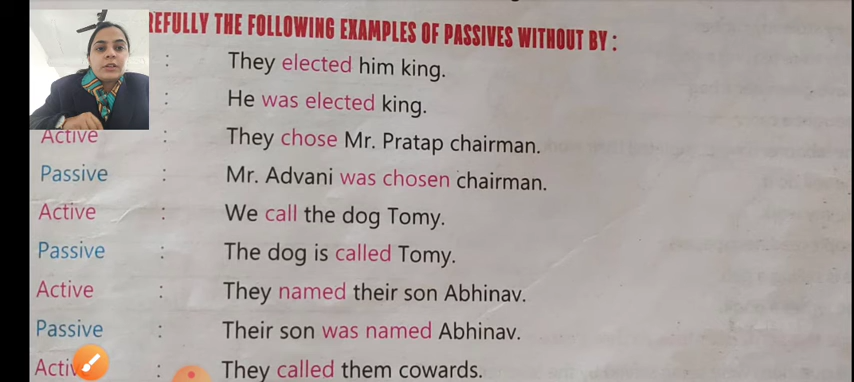 REFULLY THE FOLLOWING EXAMPLES OF PASSIVES WITHOUT BY :
: They elected him king.
: He was elected king.
Active : They chose Mr. Pratap chairman.
Passive : Mr. Advani was chosen chairman.
Active : We call the dog Tomy.
Passive : The dog is called Tomy.
Active : They named their son Abhinav.
Passive : Their son was named Abhinav.
Activ : They called them cowards.